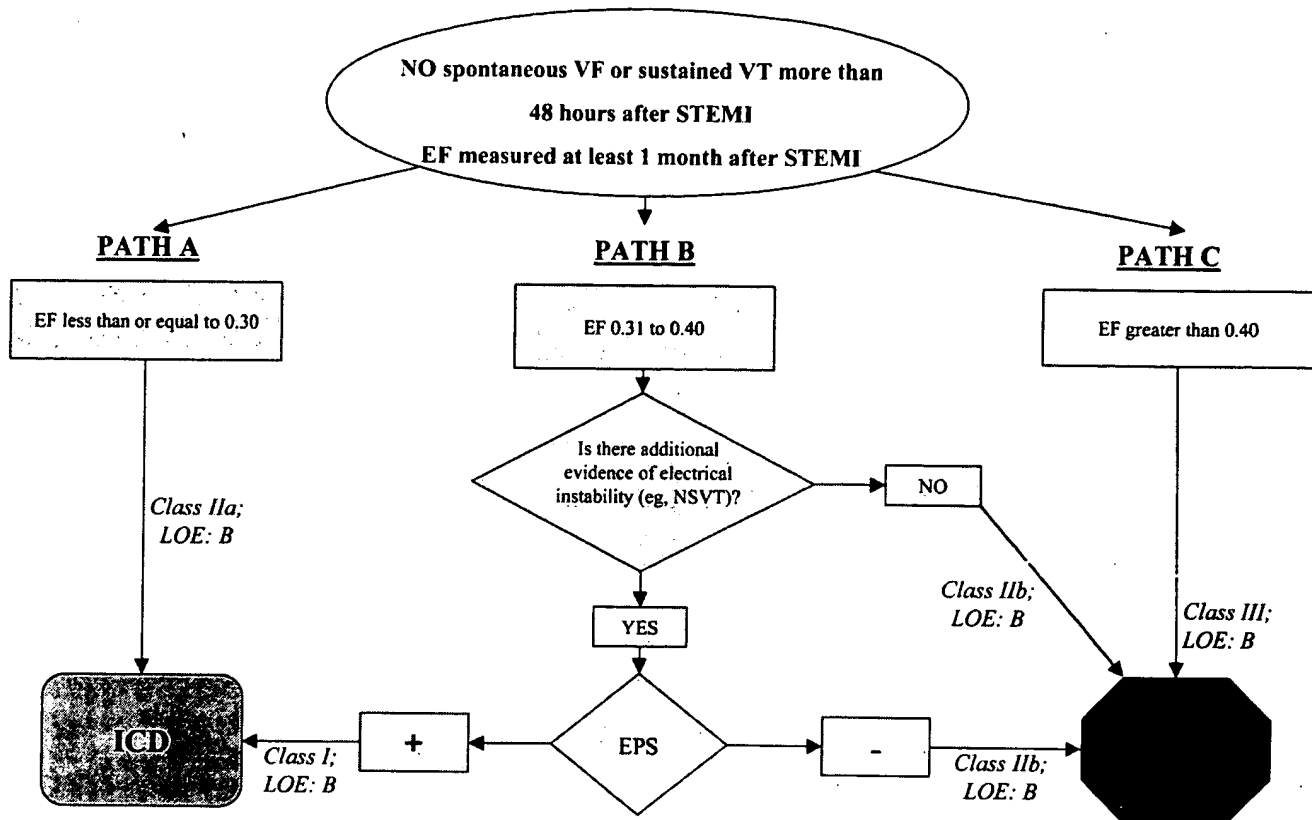 NO spontaneous VF or sustained VT more than
48 hours after STEMI
EF measured at least 1 month after STEMI
PATH A
PATH B
PATH C
EF less than or equal to 0.30
EF 0.31 to 0.40
EF greater than 0.40
Is there additional
evidence of electrical
instability (eg, NSVT)?
NO
Class IIa;
LOE: B
Class IIb;
LOE: B
Class III;
LOE: B
YES
ICD
+
EPS
-
Class I;
LOE: B
Class IIb;
LOE: B